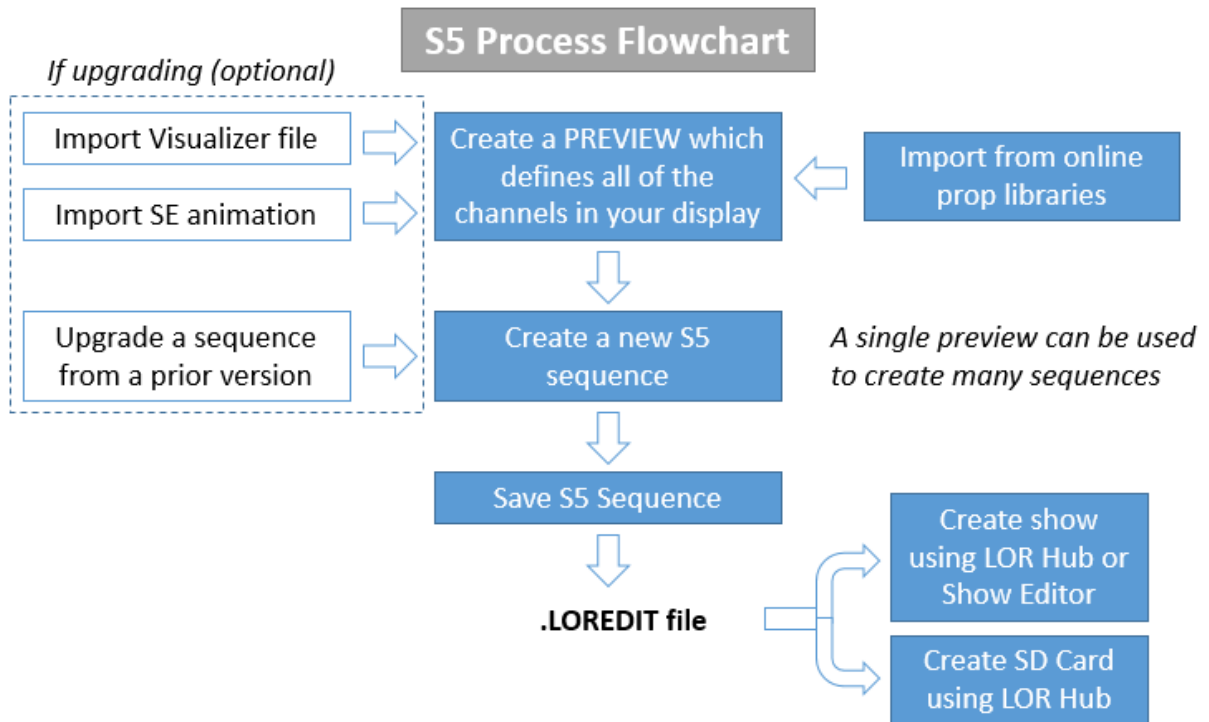 S5 Process Flowchart
If upgrading (optional)
Import Visualizer file
Import SE animation
Create a PREVIEW which
defines all of the
channels in your display
Import from online
prop libraries
Upgrade a sequence
from a prior version
Create a new S5
sequence
A single preview can be used
to create many sequences
Save S5 Sequence
.LOREDIT file
Create show
using LOR Hub or
Show Editor
Create SD Card
using LOR Hub